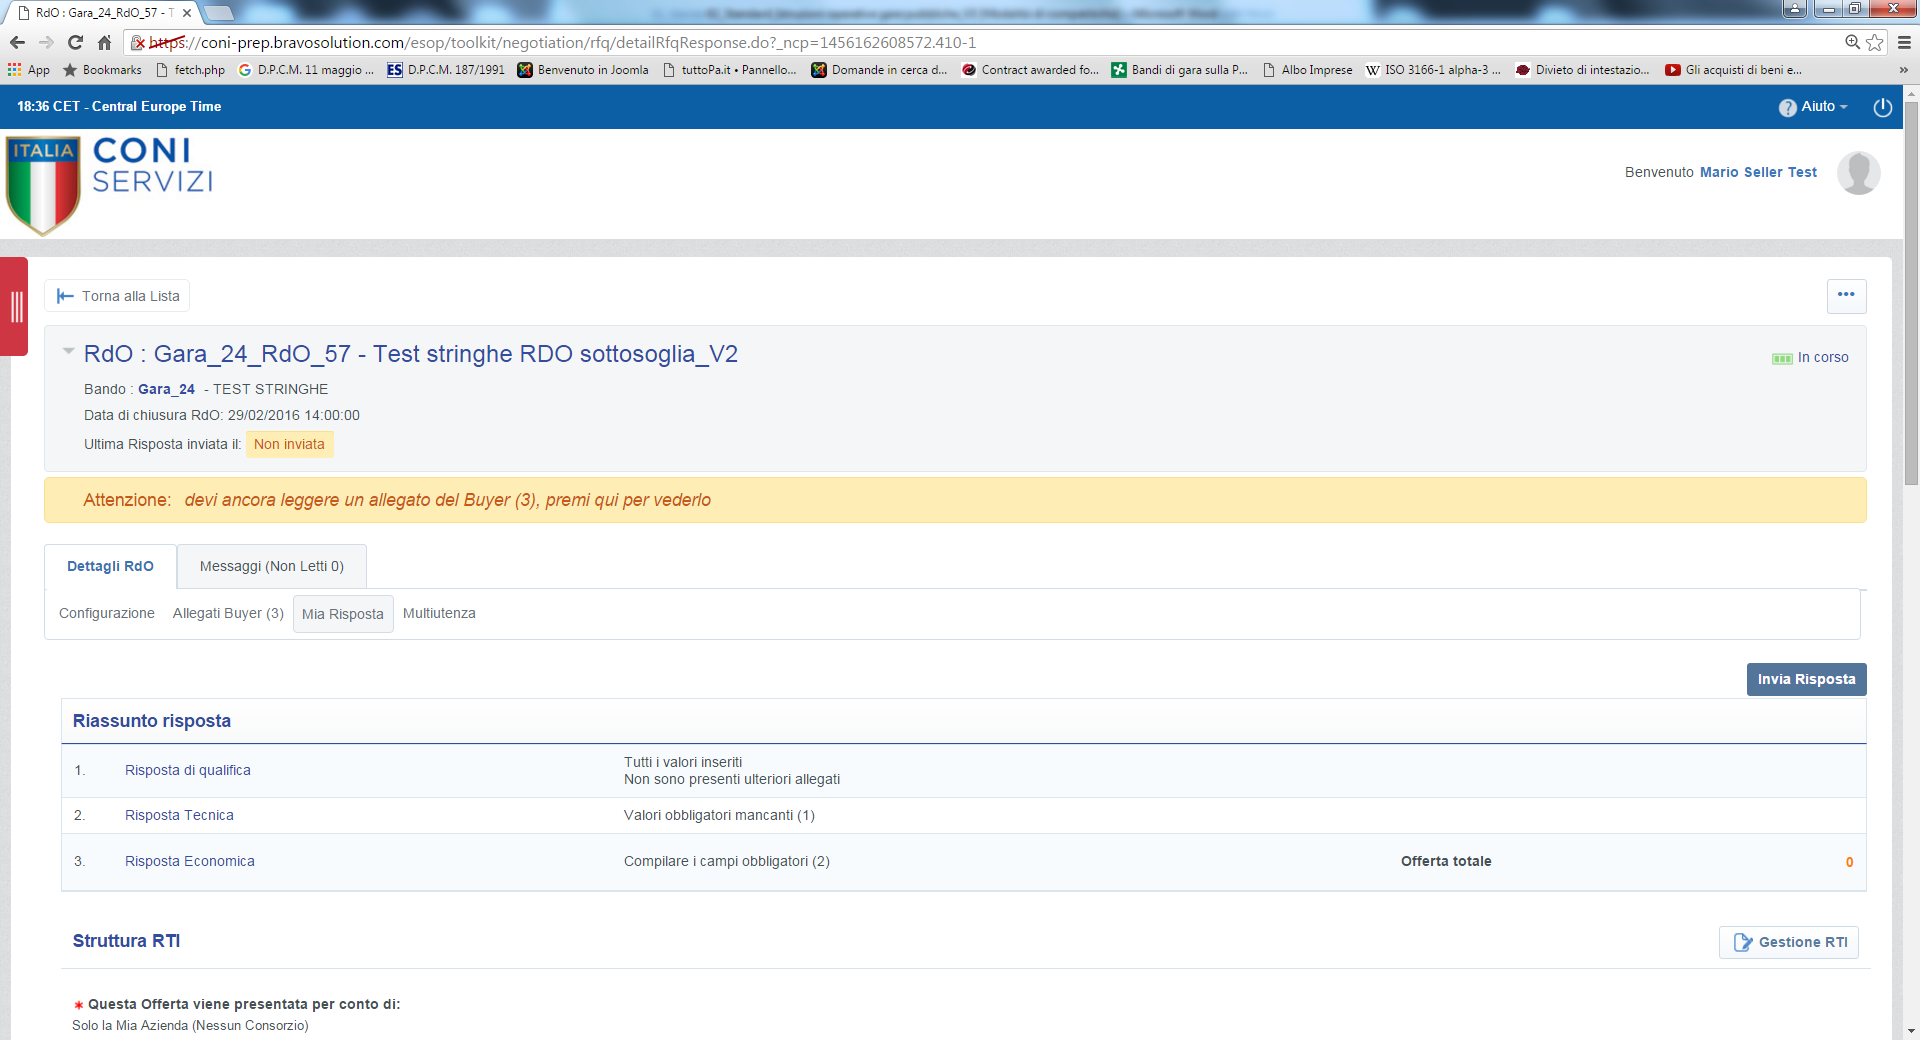 RdO : Gara_24_RdO_57 - T
https://coni-prep.bravosolution.com/esop/toolkit/negotiation/rfq/detailRfqResponse.do?_ncp=1456162608572.410-1
App Bookmarks fetch.php D.P.C.M. 11 maggio ... D.P.C.M. 187/1991 Benvenuto in Joomla tuttoPa.it • Pannello... Domande in cerca d... Contract awarded fo... Bandi di gara sulla P... Albo Imprese ISO 3166-1 alpha-3 ... Divieto di intestazio... Gli acquisti di beni e... »
18:36 CET - Central Europe Time
Aiuto
ITALIA
CONI
SERVIZI
Benvenuto Mario Seller Test
Torna alla Lista
RdO : Gara_24_RdO_57 - Test stringhe RDO sottosoglia_V2
In corso
Bando : Gara_24 - TEST STRINGHE
Data di chiusura RdO: 29/02/2016 14:00:00
Ultima Risposta inviata il: Non inviata
Attenzione: devi ancora leggere un allegato del Buyer (3), premi qui per vederlo
Dettagli RdO Messaggi (Non Letti 0)
Configurazione Allegati Buyer (3) Mia Risposta Multiutenza
Invia Risposta
Riassunto risposta
1. Risposta di qualifica Tutti i valori inseriti
Non sono presenti ulteriori allegati
2. Risposta Tecnica Valori obbligatori mancanti (1)
3. Risposta Economica Compilare i campi obbligatori (2) Offerta totale 0
Struttura RTI
Gestione RTI
* Questa Offerta viene presentata per conto di:
Solo la Mia Azienda (Nessun Consorzio)